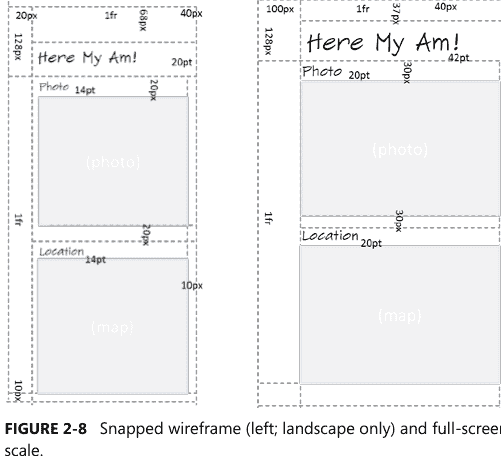 20px 1fr 68px 40px
128px
Here My Am!
20pt
Photo 14pt
20px
(photo)
1fr
20px
Location
14pt
10px
(map)
10px
100px 1fr 37px 40px
128px
Here My Am!
42pt
Photo 20pt
30px
(photo)
1fr
30px
Location 20pt
(map)
FIGURE 2-8 Snapped wireframe (left; landscape only) and full-screen
scale.